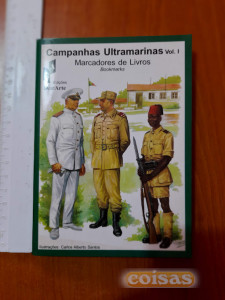 Campanhas Ultramarinas Vol. I
Marcadores de Livros
Bookmarks
Ilustrações: Carlos Alberto Santos
coisas